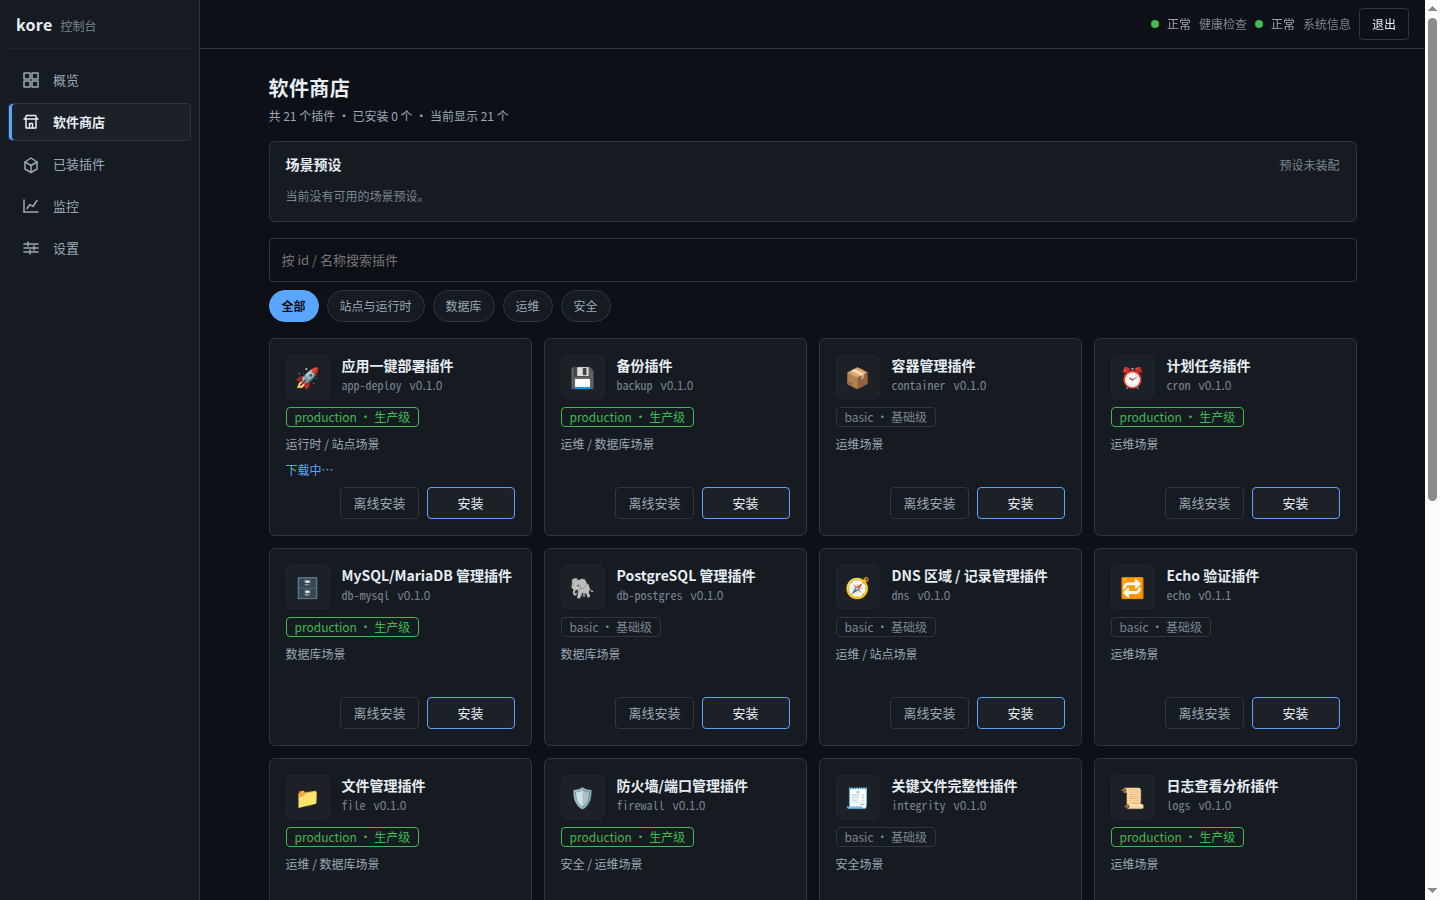 kore 控制台
正常 健康检查 正常 系统信息 退出
概览
软件商店
已装插件
监控
设置
软件商店
共 21 个插件 · 已安装 0 个 · 当前显示 21 个
场景预设 预设未装配
当前没有可用的场景预设。
按 id / 名称搜索插件
全部 站点与运行时 数据库 运维 安全
应用一键部署插件
app-deploy v0.1.0
production · 生产级
运行时 / 站点场景
下载中…
离线安装 安装
备份插件
backup v0.1.0
production · 生产级
运维 / 数据库场景
离线安装 安装
容器管理插件
container v0.1.0
basic · 基础级
运维场景
离线安装 安装
计划任务插件
cron v0.1.0
production · 生产级
运维场景
离线安装 安装
MySQL/MariaDB 管理插件
db-mysql v0.1.0
production · 生产级
数据库场景
离线安装 安装
PostgreSQL 管理插件
db-postgres v0.1.0
basic · 基础级
数据库场景
离线安装 安装
DNS 区域 / 记录管理插件
dns v0.1.0
basic · 基础级
运维 / 站点场景
离线安装 安装
Echo 验证插件
echo v0.1.1
basic · 基础级
运维场景
离线安装 安装
文件管理插件
file v0.1.0
production · 生产级
运维 / 数据库场景
防火墙/端口管理插件
firewall v0.1.0
production · 生产级
安全 / 运维场景
关键文件完整性插件
integrity v0.1.0
basic · 基础级
安全场景
日志查看分析插件
logs v0.1.0
production · 生产级
运维场景